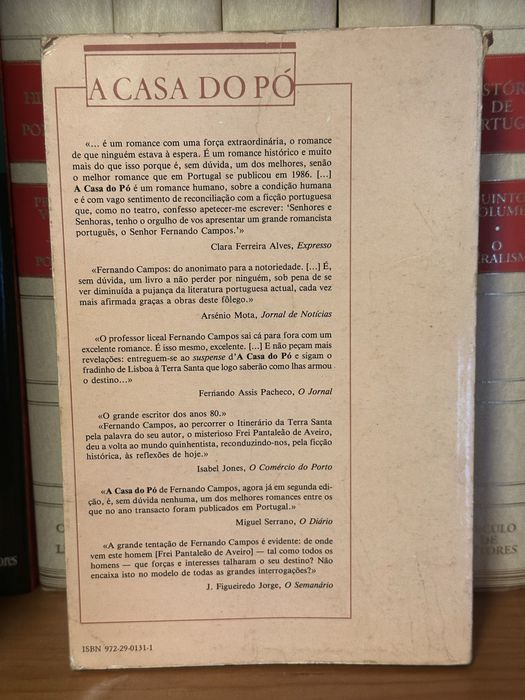 A CASA DO PÓ
«... é um romance com uma força extraordinária, o romance
de que ninguém estava à espera. É um romance histórico e muito
mais do que isso porque é, sem dúvida, um dos melhores, senão
o melhor romance que em Portugal se publicou em 1986. [...]
A Casa do Pó é um romance humano, sobre a condição humana
e é com vago sentimento de reconciliação com a ficção portuguesa
que, como no teatro, confesso apetecer-me escrever: 'Senhores e
Senhoras, tenho o orgulho de vos apresentar um grande romancista
português, o Senhor Fernando Campos.'»
Clara Ferreira Alves, Expresso
«Fernando Campos: do anonimato para a notoriedade. [...] É,
sem dúvida, um livro a não perder por ninguém, sob pena de se
ver diminuída a pujança da literatura portuguesa actual, cada vez
mais afirmada graças a obras deste fôlego.»
Arsénio Mota, Jornal de Notícias
«O professor liceal Fernando Campos sai cá para fora com um
excelente romance. É isso mesmo, excelente. [...] E não peçam mais
revelações: entreguem-se ao suspense d'A Casa do Pó e sigam o
fradinho de Lisboa à Terra Santa que logo saberão como lhas armou
o destino...»
Fernando Assis Pacheco, O Jornal
«O grande escritor dos anos 80.»
«Fernando Campos, ao percorrer o Itinerário da Terra Santa
pela palavra do seu autor, o misterioso Frei Pantaleão de Aveiro,
deu a volta ao mundo quinhentista, reconduzindo-nos, pela ficção
histórica, às reflexões de hoje.»
Isabel Jones, O Comércio do Porto
«A Casa do Pó de Fernando Campos, agora já em segunda edi-
ção, é, sem dúvida nenhuma, um dos melhores romances entre os
que no ano transacto foram publicados em Portugal.»
Miguel Serrano, O Diário
«A grande tentação de Fernando Campos é evidente: de onde
vem este homem [Frei Pantaleão de Aveiro] — tal como todos os
homens — que forças e interesses talharam o seu destino? Não
encaixa isto no modelo de todas as grandes interrogações?»
J. Figueiredo Jorge, O Semanário
ISBN 972-29-0131-1